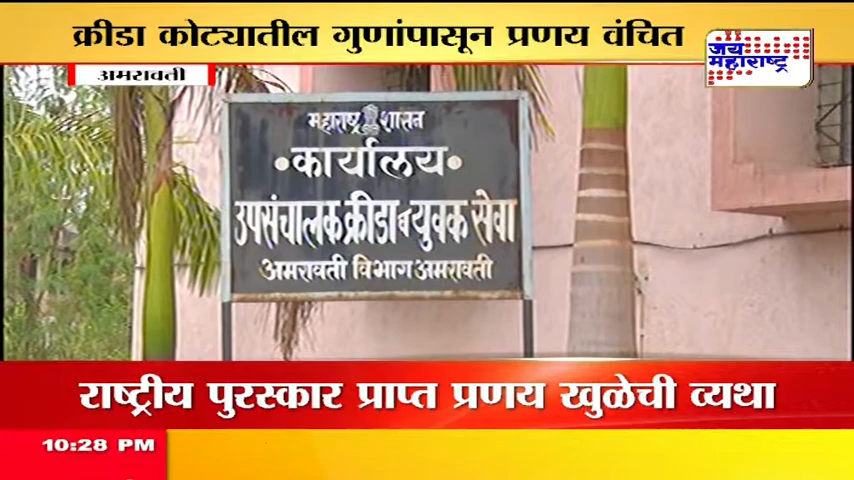 क्रीडा कोट्यातील गुणांपासून प्रणय वंचित
जय
महाराष्ट्र
अमरावती
महाराष्ट्र शासन
कार्यालय
उपसंचालक क्रीडा व युवक सेवा
अमरावती विभाग अमरावती
राष्ट्रीय पुरस्कार प्राप्त प्रणय खुळेची व्यथा
10:28 PM